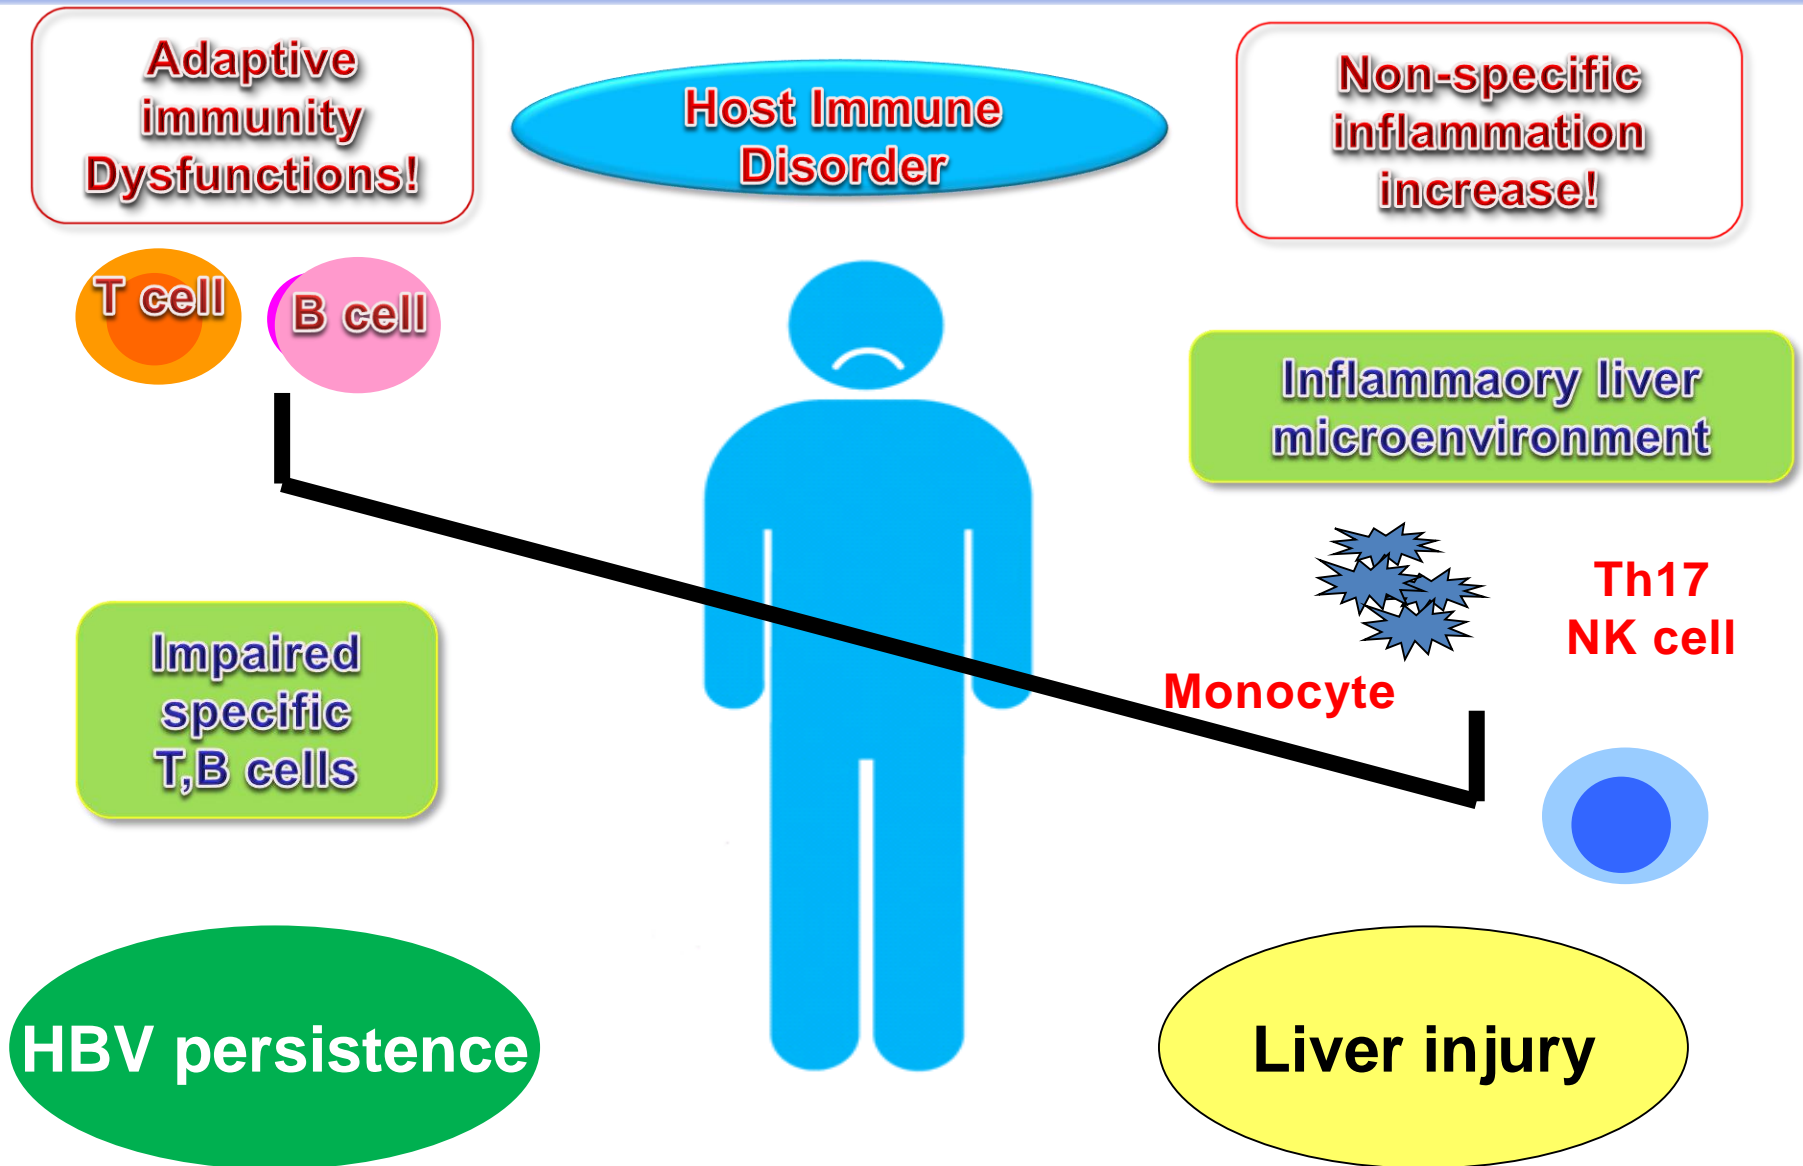 Adaptive
immunity
Dysfunctions!
Host Immune
Disorder
Non-specific
inflammation
increase!
T cell
B cell
Inflammaory liver
microenvironment
Th17
NK cell
Monocyte
Impaired
specific
T,B cells
HBV persistence
Liver injury